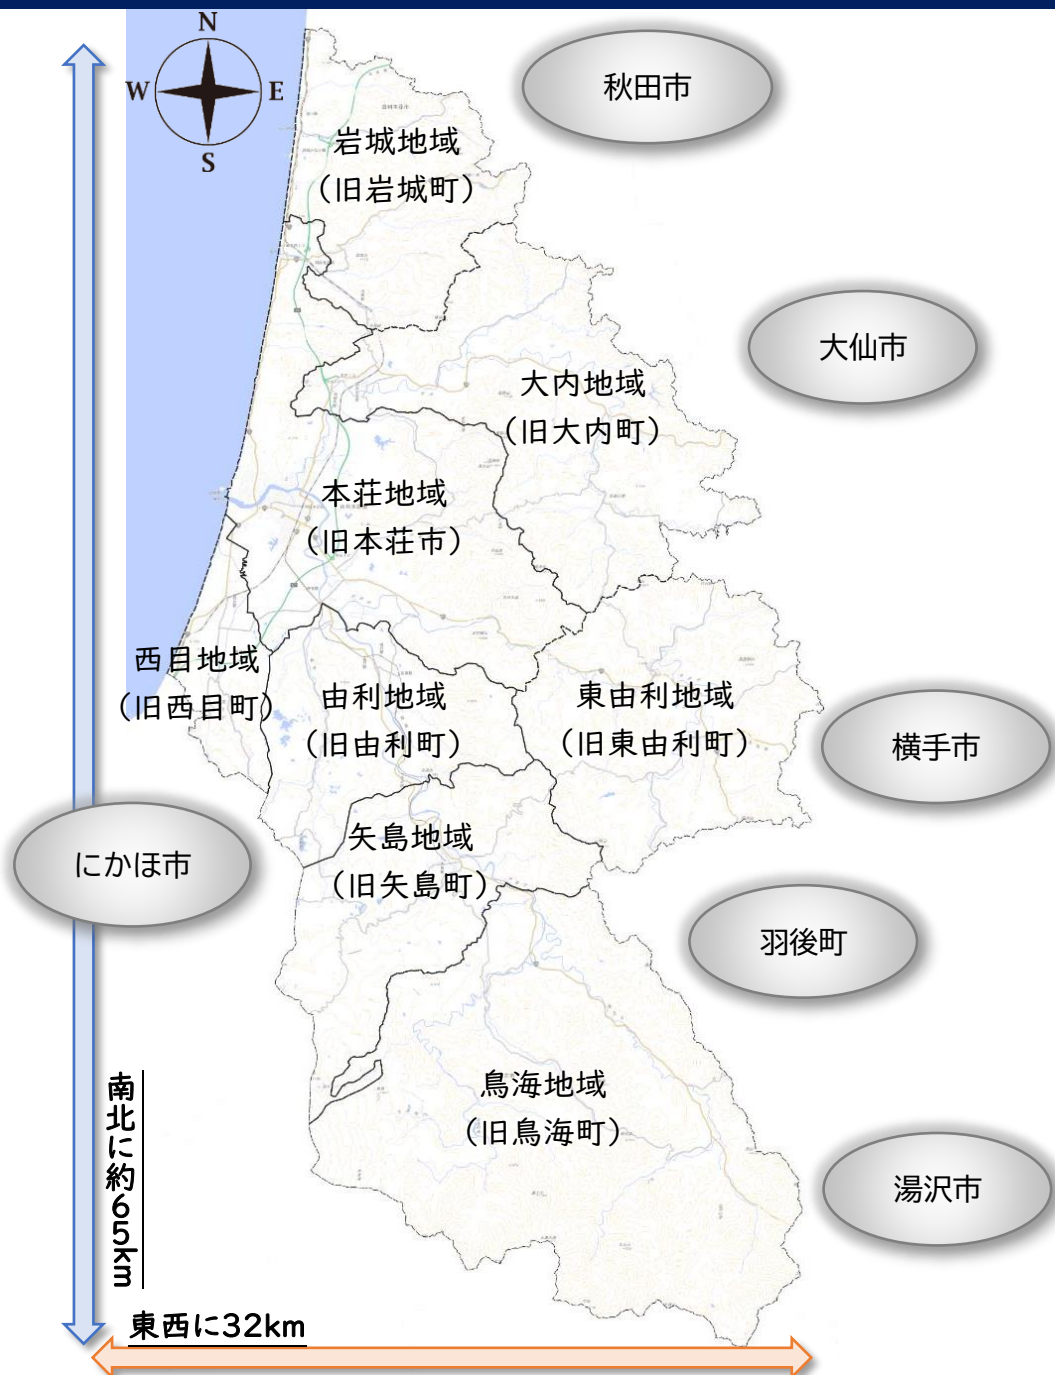 N
W
E
S
秋田市
岩城地域
(旧岩城町)
大仙市
大内地域
(旧大内町)
本荘地域
(旧本荘市)
西目地域
(旧西目町)
由利地域
(旧由利町)
東由利地域
(旧東由利町)
横手市
矢島地域
(旧矢島町)
にかほ市
羽後町
鳥海地域
(旧鳥海町)
湯沢市
南北に約65km
東西に32km